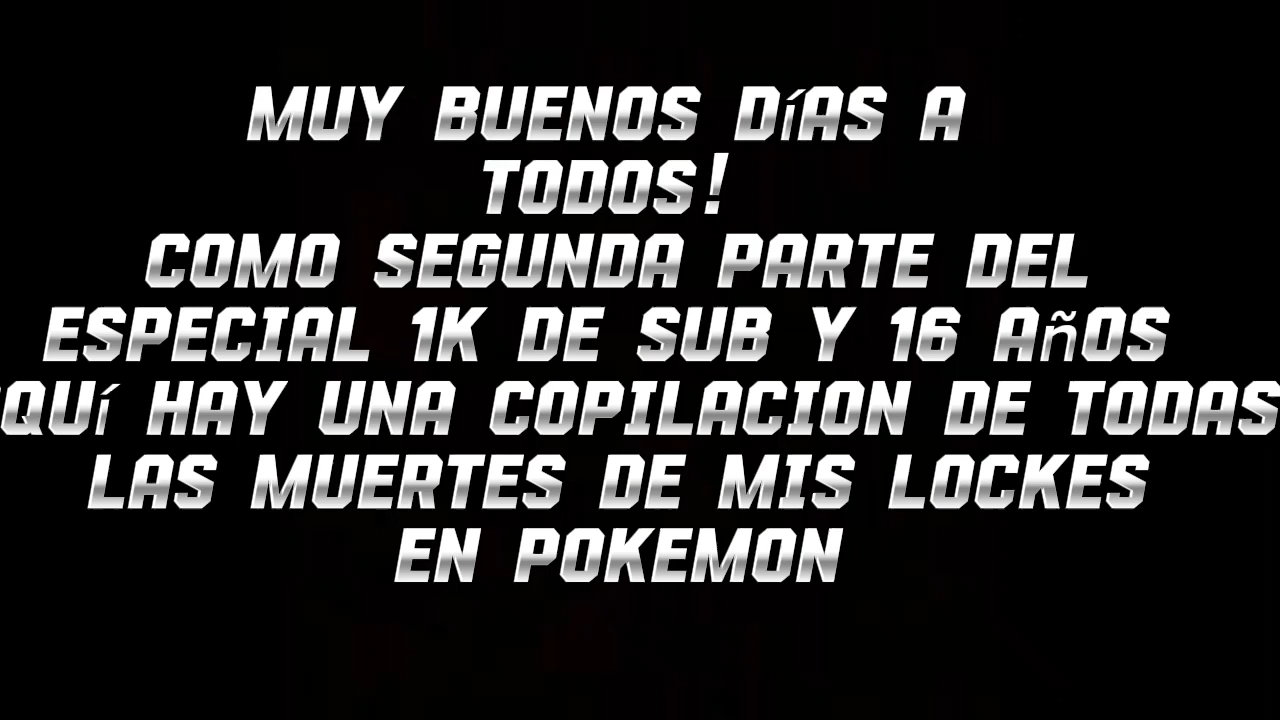 MUY BUENOS DíAS A
TODOS!
COMO SEGUNDA PARTE DEL
ESPECIAL 1K DE SUB Y 16 AñOS
QUí HAY UNA COPILACION DE TODAS
LAS MUERTES DE MIS LOCKES
EN POKEMON